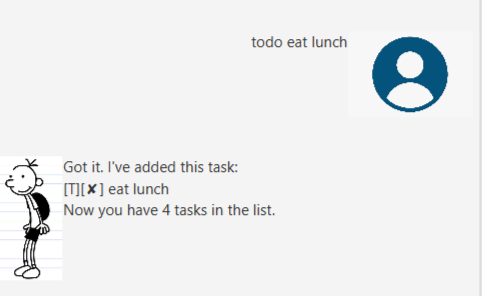 todo eat lunch
Got it. I've added this task:
[T][✘] eat lunch
Now you have 4 tasks in the list.